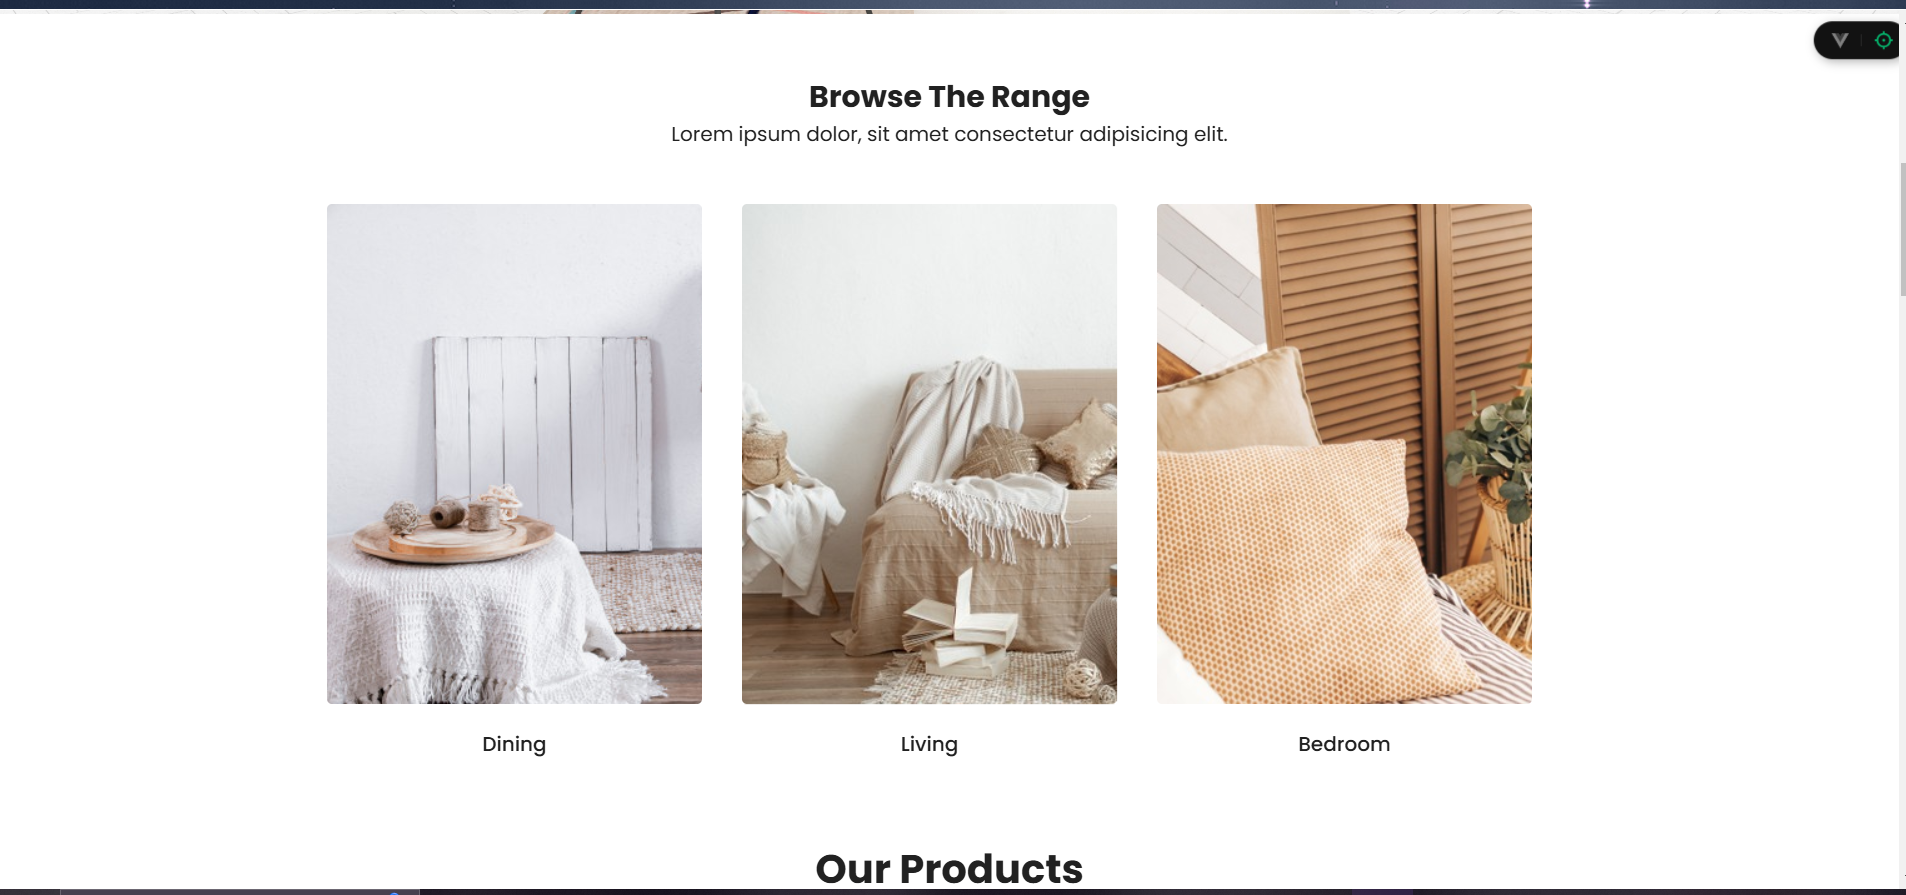 Browse The Range
Lorem ipsum dolor, sit amet consectetur adipisicing elit.
Dining
Living
Bedroom
Our Products